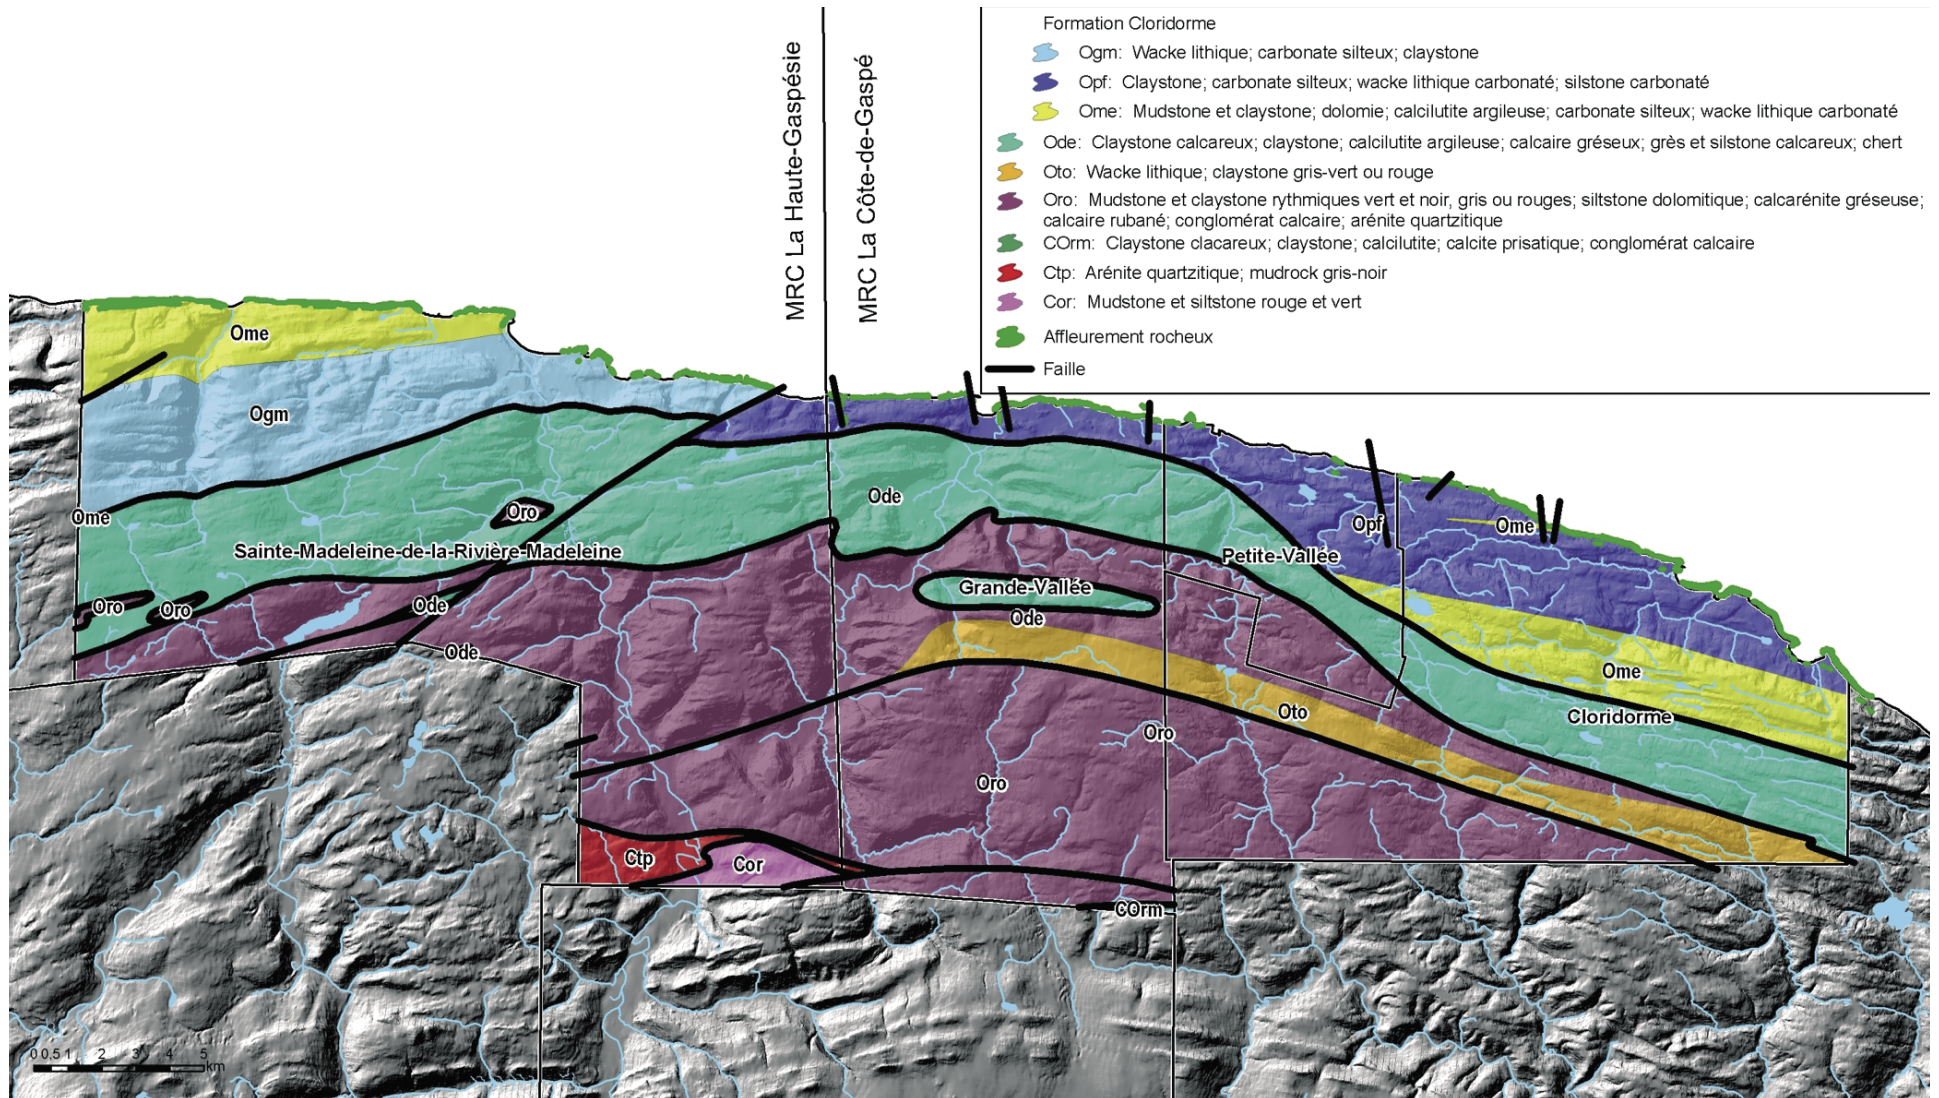 Formation Cloridorme
Ogm: Wacke lithique; carbonate silteux; claystone
Opf: Claystone; carbonate silteux; wacke lithique carbonaté; silstone carbonaté
Ome: Mudstone et claystone; dolomie; calcilutite argileuse; carbonate silteux; wacke lithique carbonaté
Ode: Claystone calcareux; claystone; calcilutite argileuse; calcaire gréseux; grès et silstone calcareux; chert
Oto: Wacke lithique; claystone gris-vert ou rouge
Oro: Mudstone et claystone rythmiques vert et noir, gris ou rouges; siltstone dolomitique; calcarénite gréseuse;
calcaire rubané; conglomérat calcaire; arénite quartzitique
COrm: Claystone clacareux; claystone; calcilutite; calcite prisatique; conglomérat calcaire
Ctp: Arénite quartzitique; mudrock gris-noir
Cor: Mudstone et siltstone rouge et vert
Affleurement rocheux
Faille
MRC La Haute-Gaspésie
MRC La Côte-de-Gaspé
Ome
Ogm
Ode
Oro
Ome
Opf
Ome
Sainte-Madeleine-de-la-Rivière-Madeleine
Petite-Vallée
Grande-Vallée
Oro
Oro
Ode
Ode
Ode
Ome
Cloridorme
Oto
Oro
Oro
Ctp
Cor
COrm
0 0,5 1 2 3 4 5
km